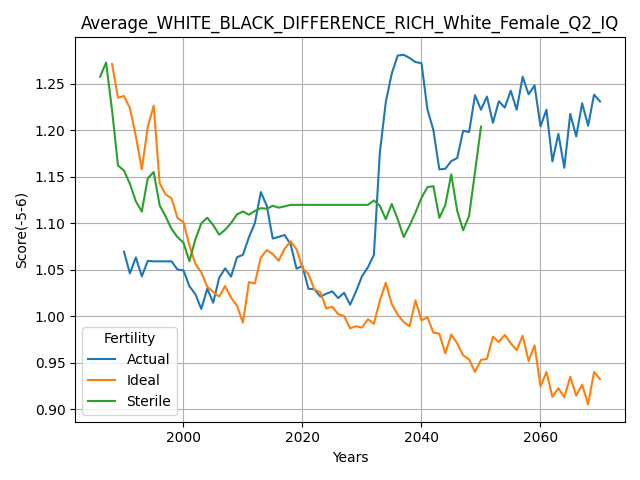 Average_WHITE_BLACK_DIFFERENCE_RICH_White_Female_Q2_IQ
Score(-5-6)
1.25
1.20
1.15
1.10
1.05
1.00
0.95
0.90
Fertility
Actual
Ideal
Sterile
2000
2020
2040
2060
Years